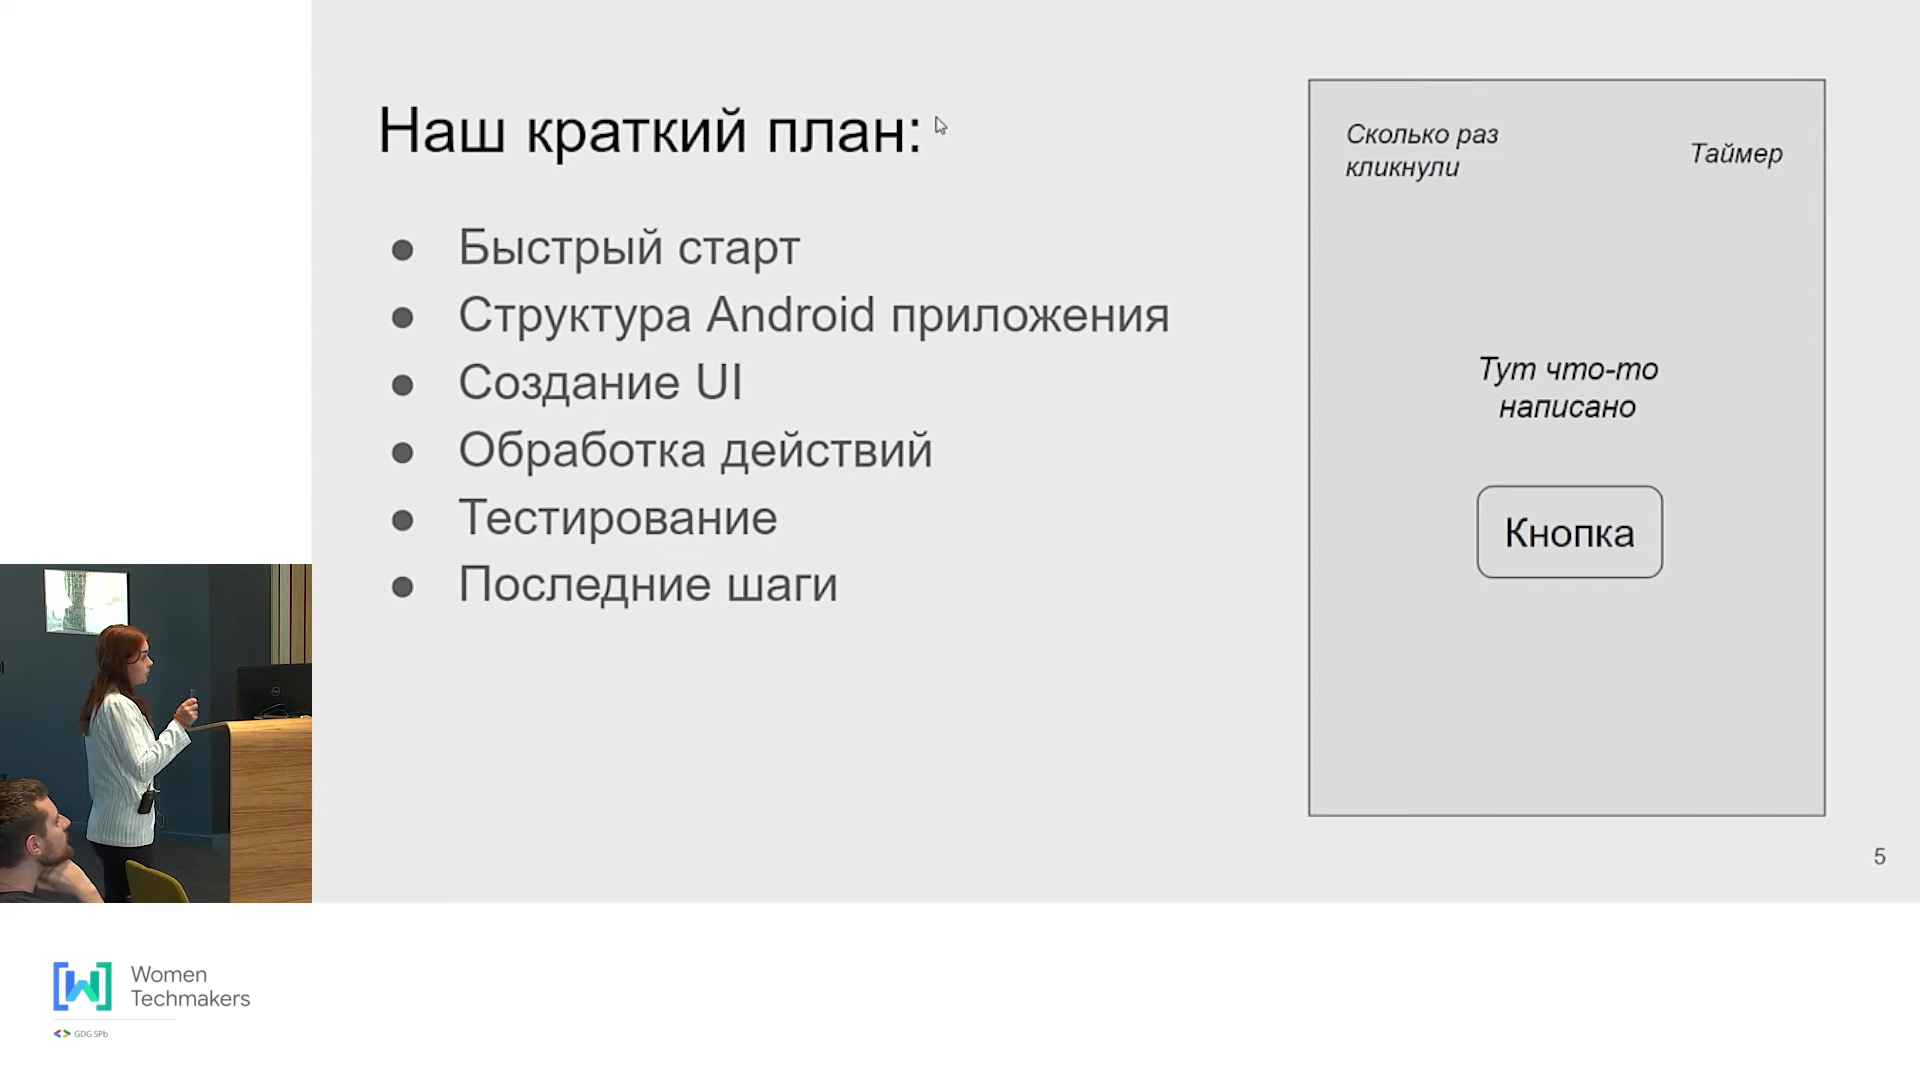 Наш краткий план:
Быстрый старт
Структура Android приложения
Создание UI
Обработка действий
Тестирование
Последние шаги
Сколько раз
кликнули
Таймер
Тут что-то
написано
Кнопка
5
Women
Techmakers
GDG SPb